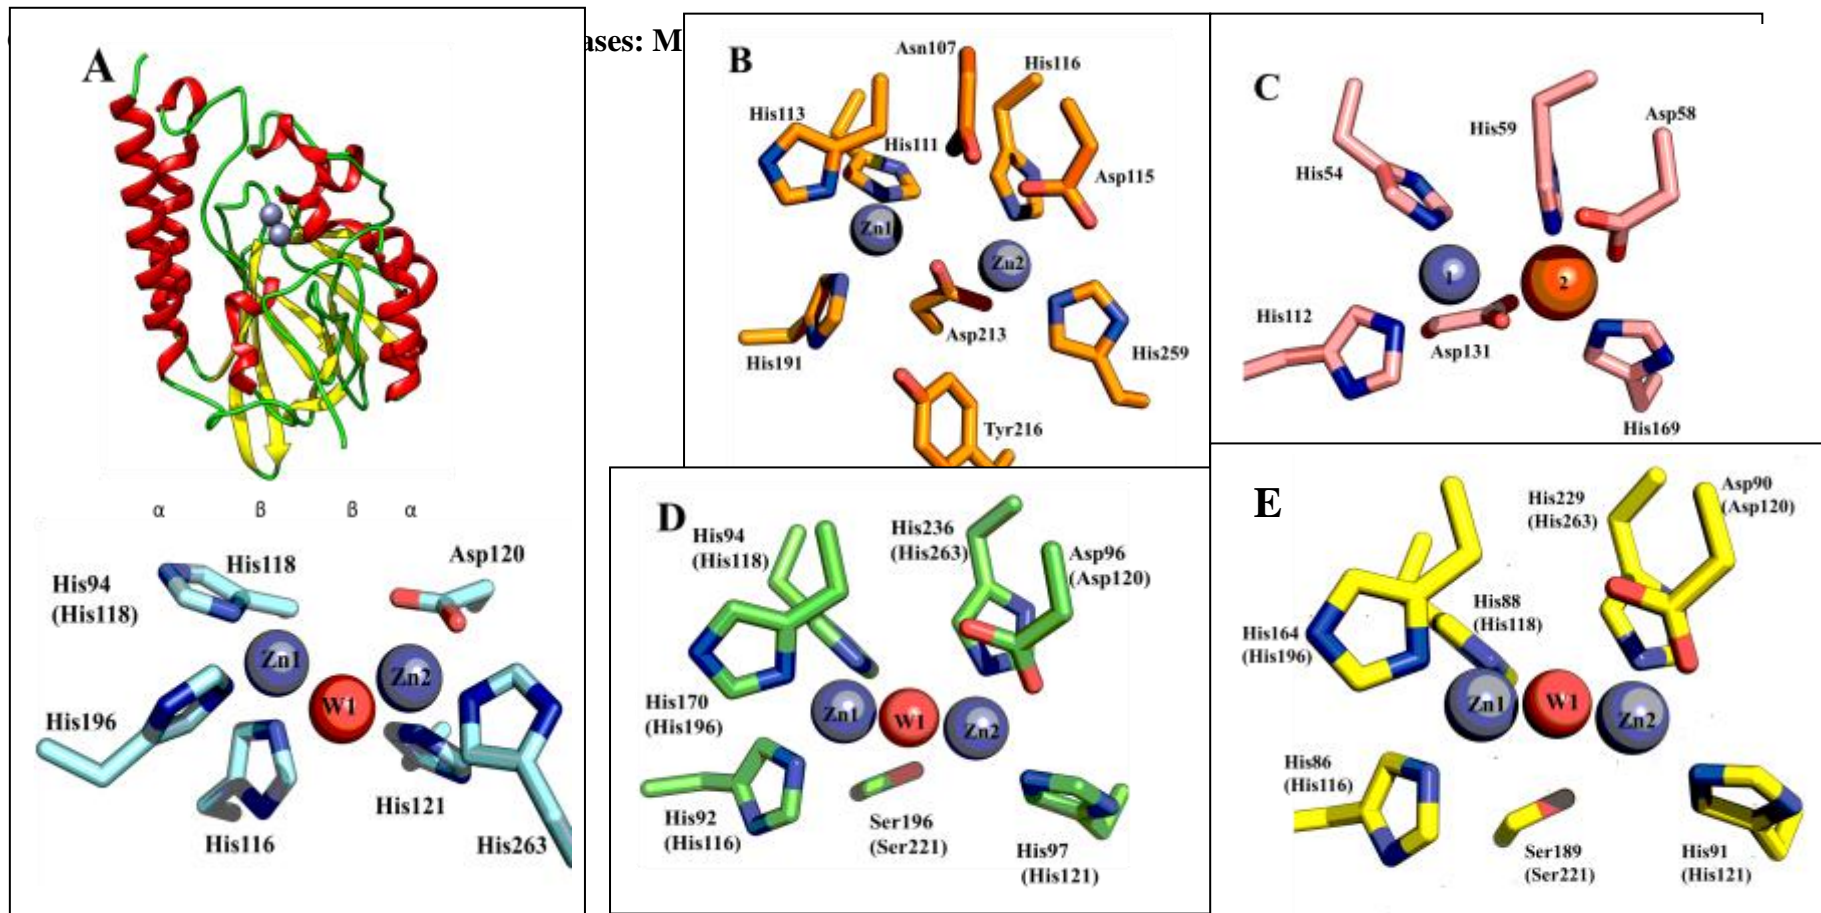 ases: M
A
α β β α
His94
(His118)
His118
Asp120
Zn1
Zn2
W1
His196
His116
His121
His263
B
Asn107
His116
His113
His111
Asp115
Zn1
Zn2
His191
Asp213
His259
Tyr216
C
His59
Asp58
His54
1
2
His112
Asp131
His169
D
His94
(His118)
His236
(His263)
Asp96
(Asp120)
His170
(His196)
Zn1
W1
Zn2
His92
(His116)
Ser196
(Ser221)
His97
(His121)
E
His229
(His263)
Asp90
(Asp120)
His164
(His196)
His88
(His118)
Zn1
W1
Zn2
His86
(His116)
Ser189
(Ser221)
His91
(His121)